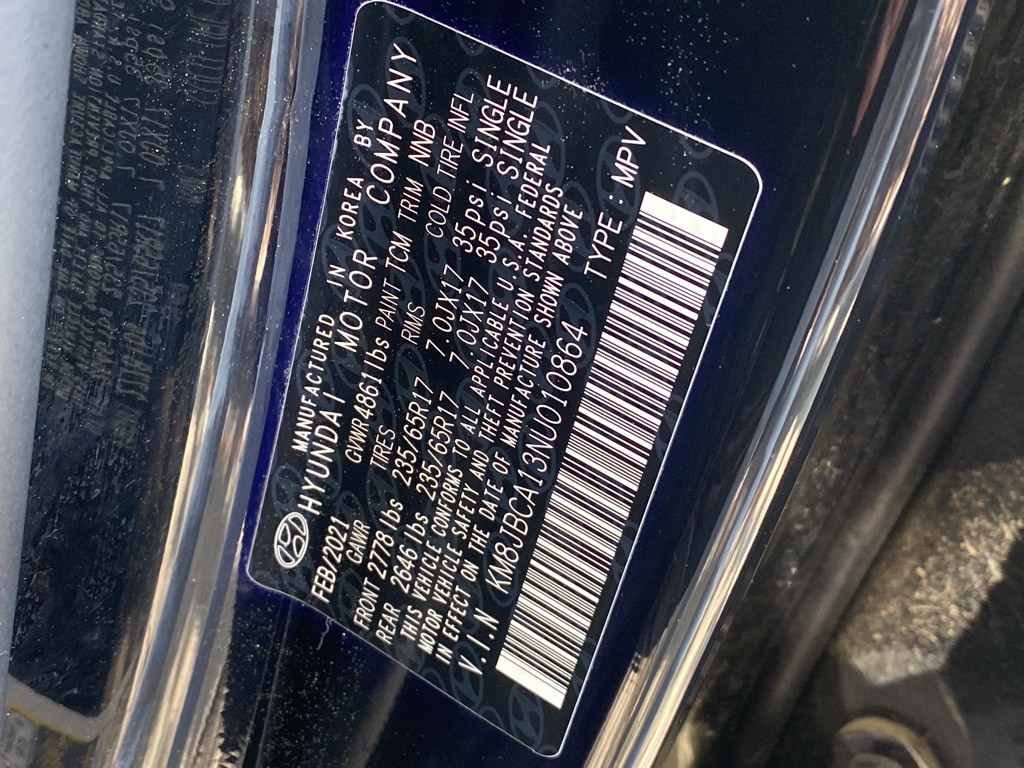 MANUFACTURED IN KOREA BY
HYUNDAI MOTOR COMPANY
FEB/2021 GVWR 4861 lbs PAINT TCM TRIM NNB
GAWR TIRES RIMS COLD TIRE INFL
FRONT 2778 lbs 235/65R17 7.0JX17 35psi SINGLE
REAR 2646 lbs 235/65R17 7.0JX17 35psi SINGLE
THIS VEHICLE CONFORMS TO ALL APPLICABLE U.S.A. FEDERAL
MOTOR VEHICLE SAFETY AND THEFT PREVENTION STANDARDS
IN EFFECT ON THE DATE OF MANUFACTURE SHOWN ABOVE
V.I.N KM8JBCA13NU010864 TYPE : MPV